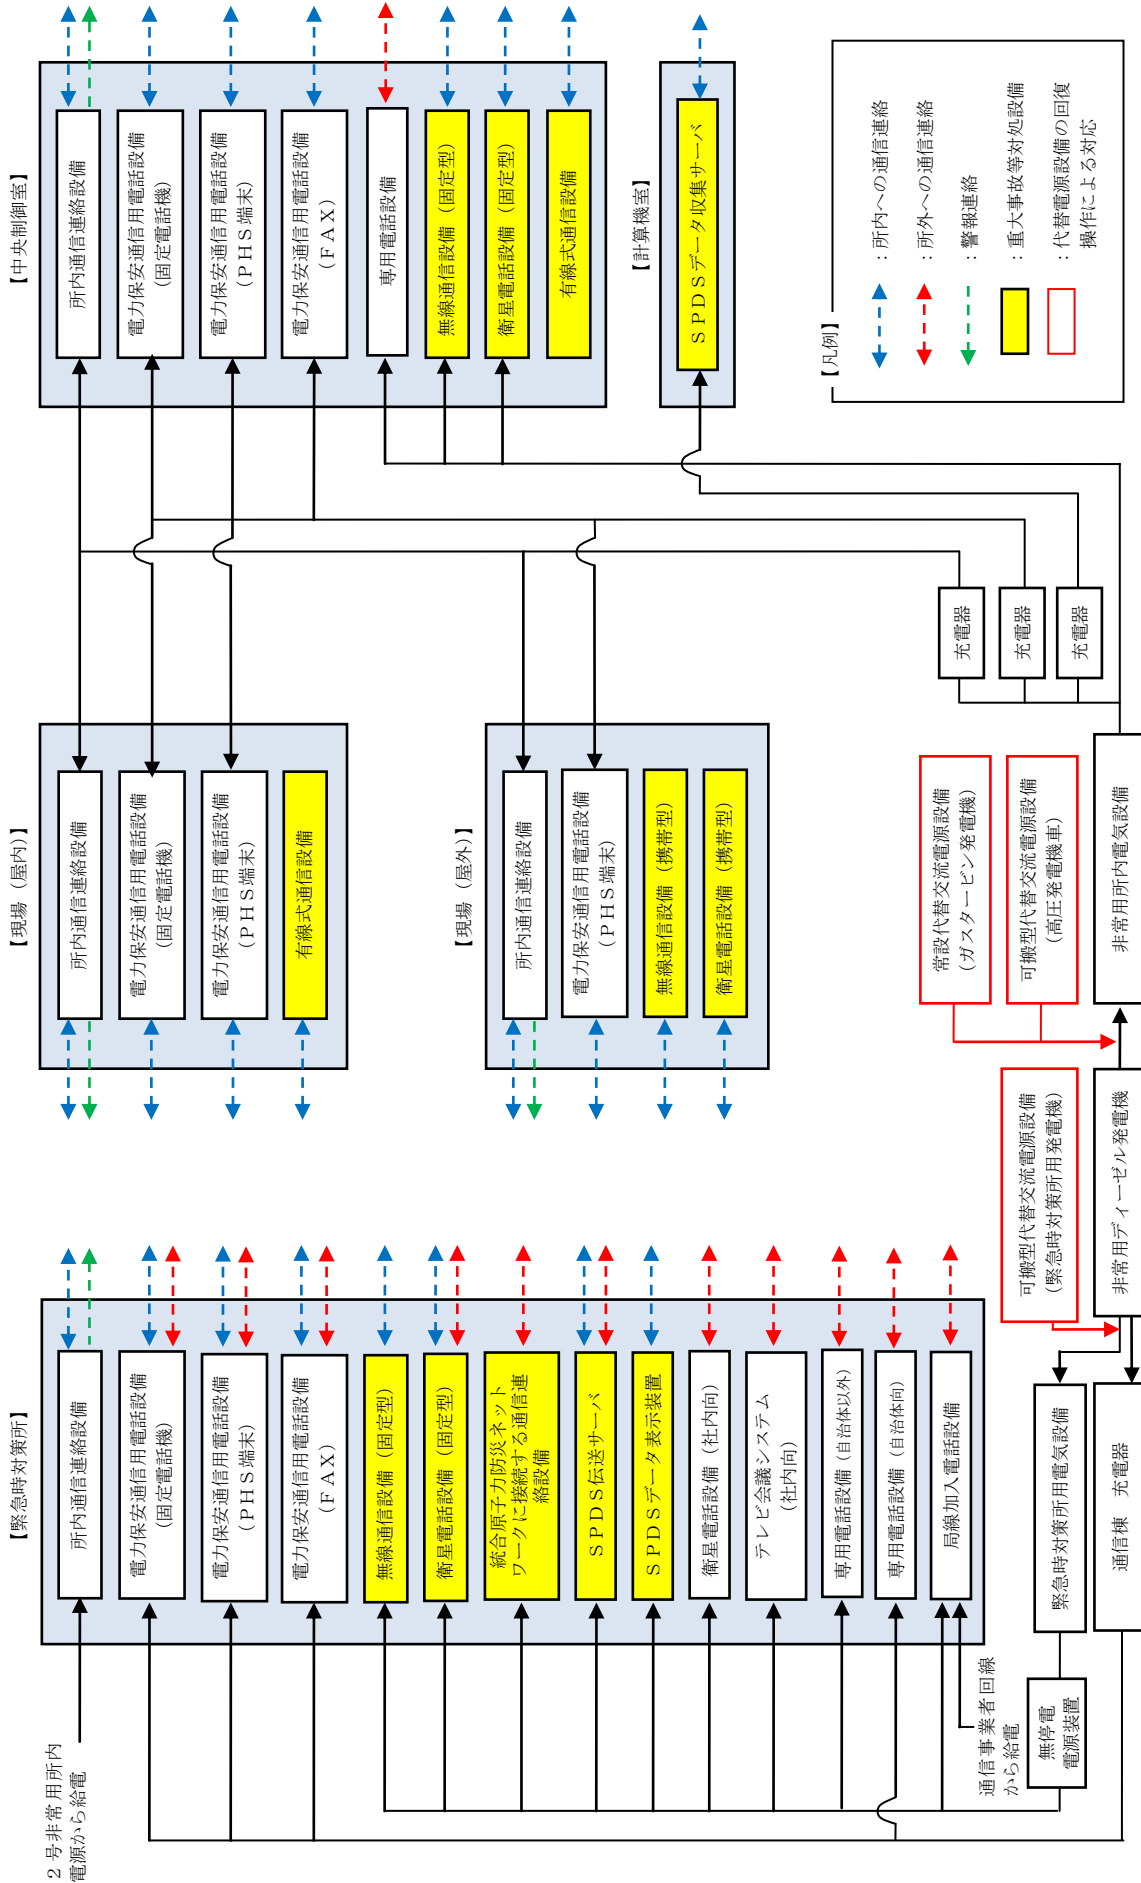 【緊急時対策所】
2号非常用所内
電源から給電
所内通信連絡設備
電力保安通信用電話設備
(固定電話機)
電力保安通信用電話設備
(PHS端末)
電力保安通信用電話設備
(FAX)
無線通信設備(固定型)
衛星電話設備(固定型)
統合原子力防災ネット
ワークに接続する通信連
絡設備
SPDS伝送サーバ
SPDSデータ表示装置
衛星電話設備(社内向)
テレビ会議システム
(社内向)
専用電話設備(自治体以外)
専用電話設備(自治体向)
局線加入電話設備
通信事業者回線
から給電
無停電
電源装置
緊急時対策所用電気設備
通信棟 充電器
【現場(屋内)】
所内通信連絡設備
電力保安通信用電話設備
(固定電話機)
電力保安通信用電話設備
(PHS端末)
有線式通信設備
【現場(屋外)】
所内通信連絡設備
電力保安通信用電話設備
(PHS端末)
無線通信設備(携帯型)
衛星電話設備(携帯型)
可搬型代替交流電源設備
(緊急時対策所用発電機)
非常用ディーゼル発電機
常設代替交流電源設備
(ガスタービン発電機)
可搬型代替交流電源設備
(高圧発電機車)
非常用所内電気設備
充電器
充電器
充電器
【中央制御室】
所内通信連絡設備
電力保安通信用電話設備
(固定電話機)
電力保安通信用電話設備
(PHS端末)
電力保安通信用電話設備
(FAX)
専用電話設備
無線通信設備(固定型)
衛星電話設備(固定型)
有線式通信設備
【計算機室】
SPDSデータ収集サーバ
【凡例】
:所内への通信連絡
:所外への通信連絡
:警報連絡
:重大事故等対処設備
:代替電源設備の回復
操作による対応